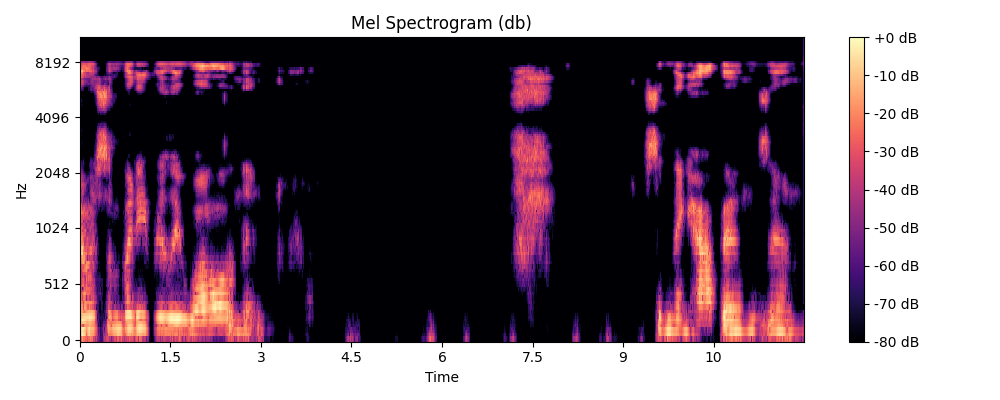 Mel Spectrogram (db)
Hz
8192
4096
2048
1024
512
0
0 1.5 3 4.5 6 7.5 9 10
Time
+0 dB
-10 dB
-20 dB
-30 dB
-40 dB
-50 dB
-60 dB
-70 dB
-80 dB